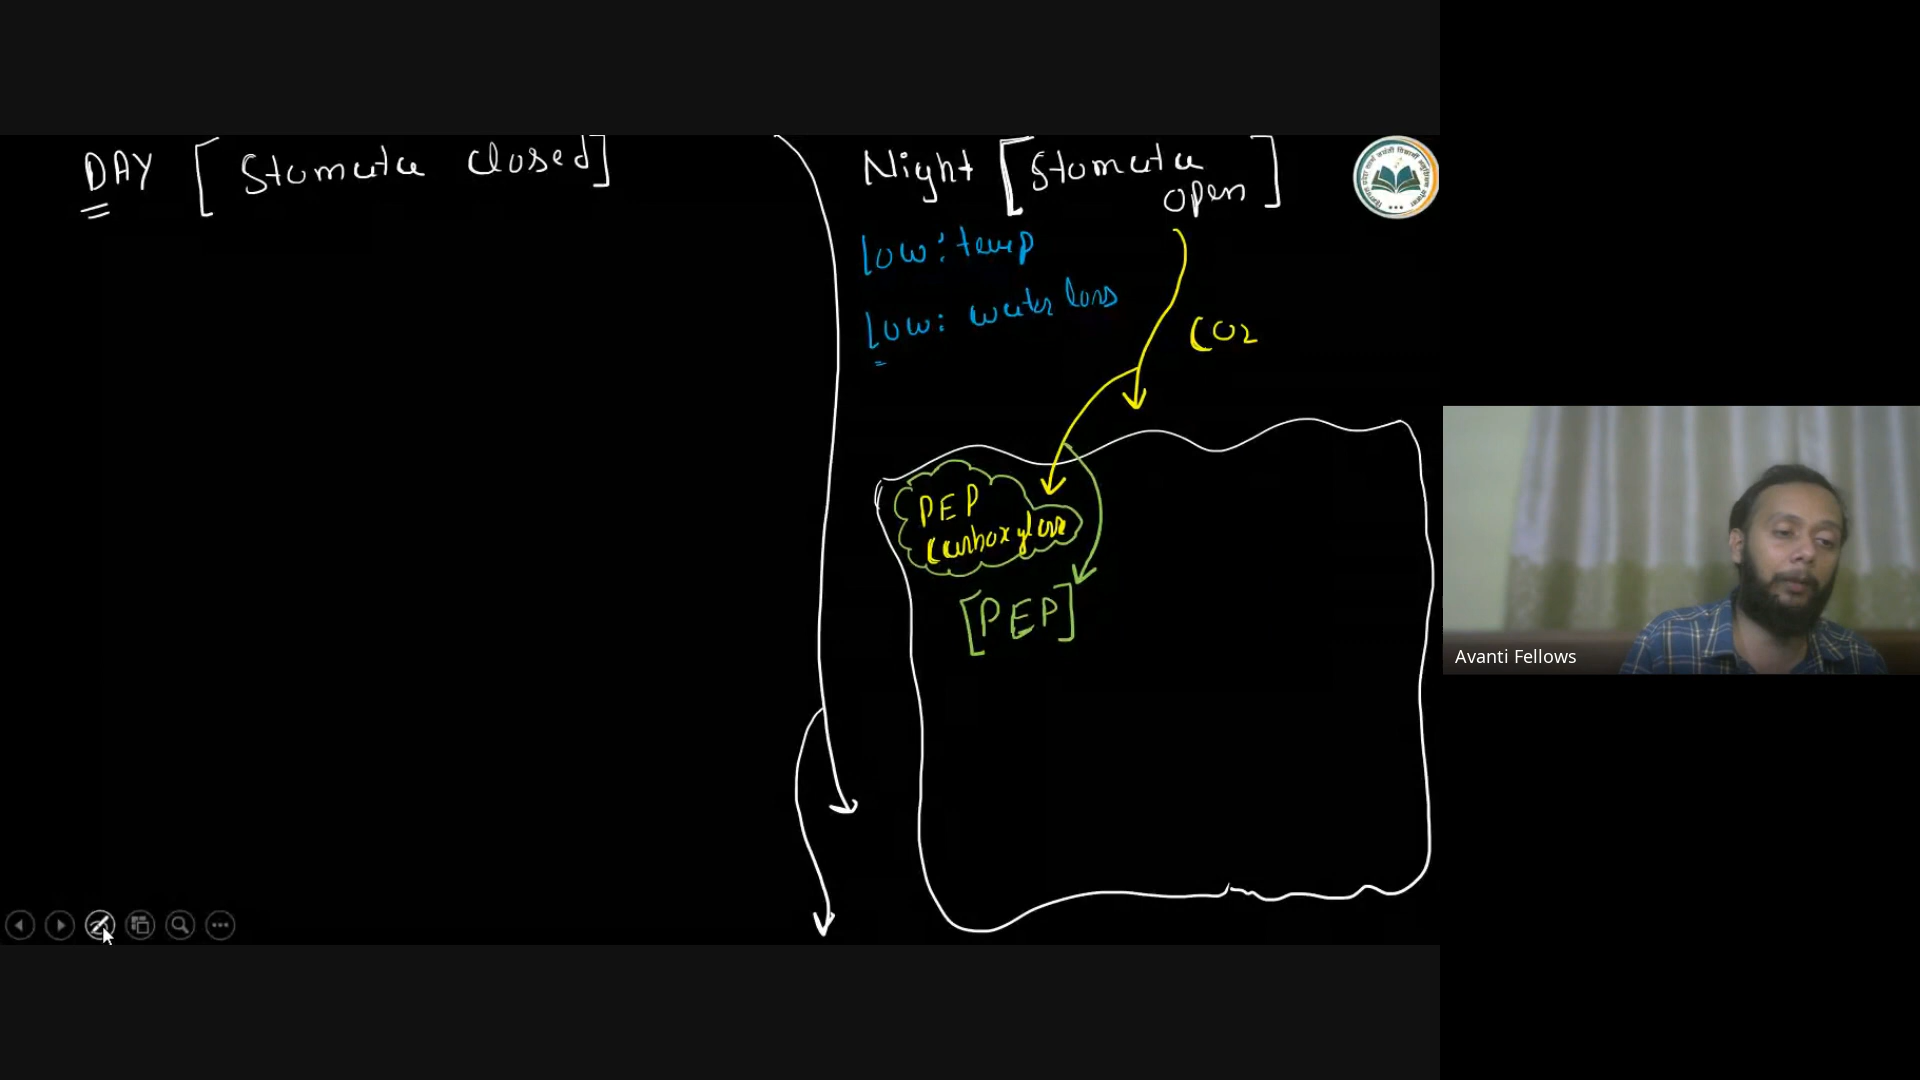 DAY [Stomata closed]
Night [Stomata
open]
low: temp
low: water loss
CO2
PEP
Carboxylase
[PEP]
Avanti Fellows